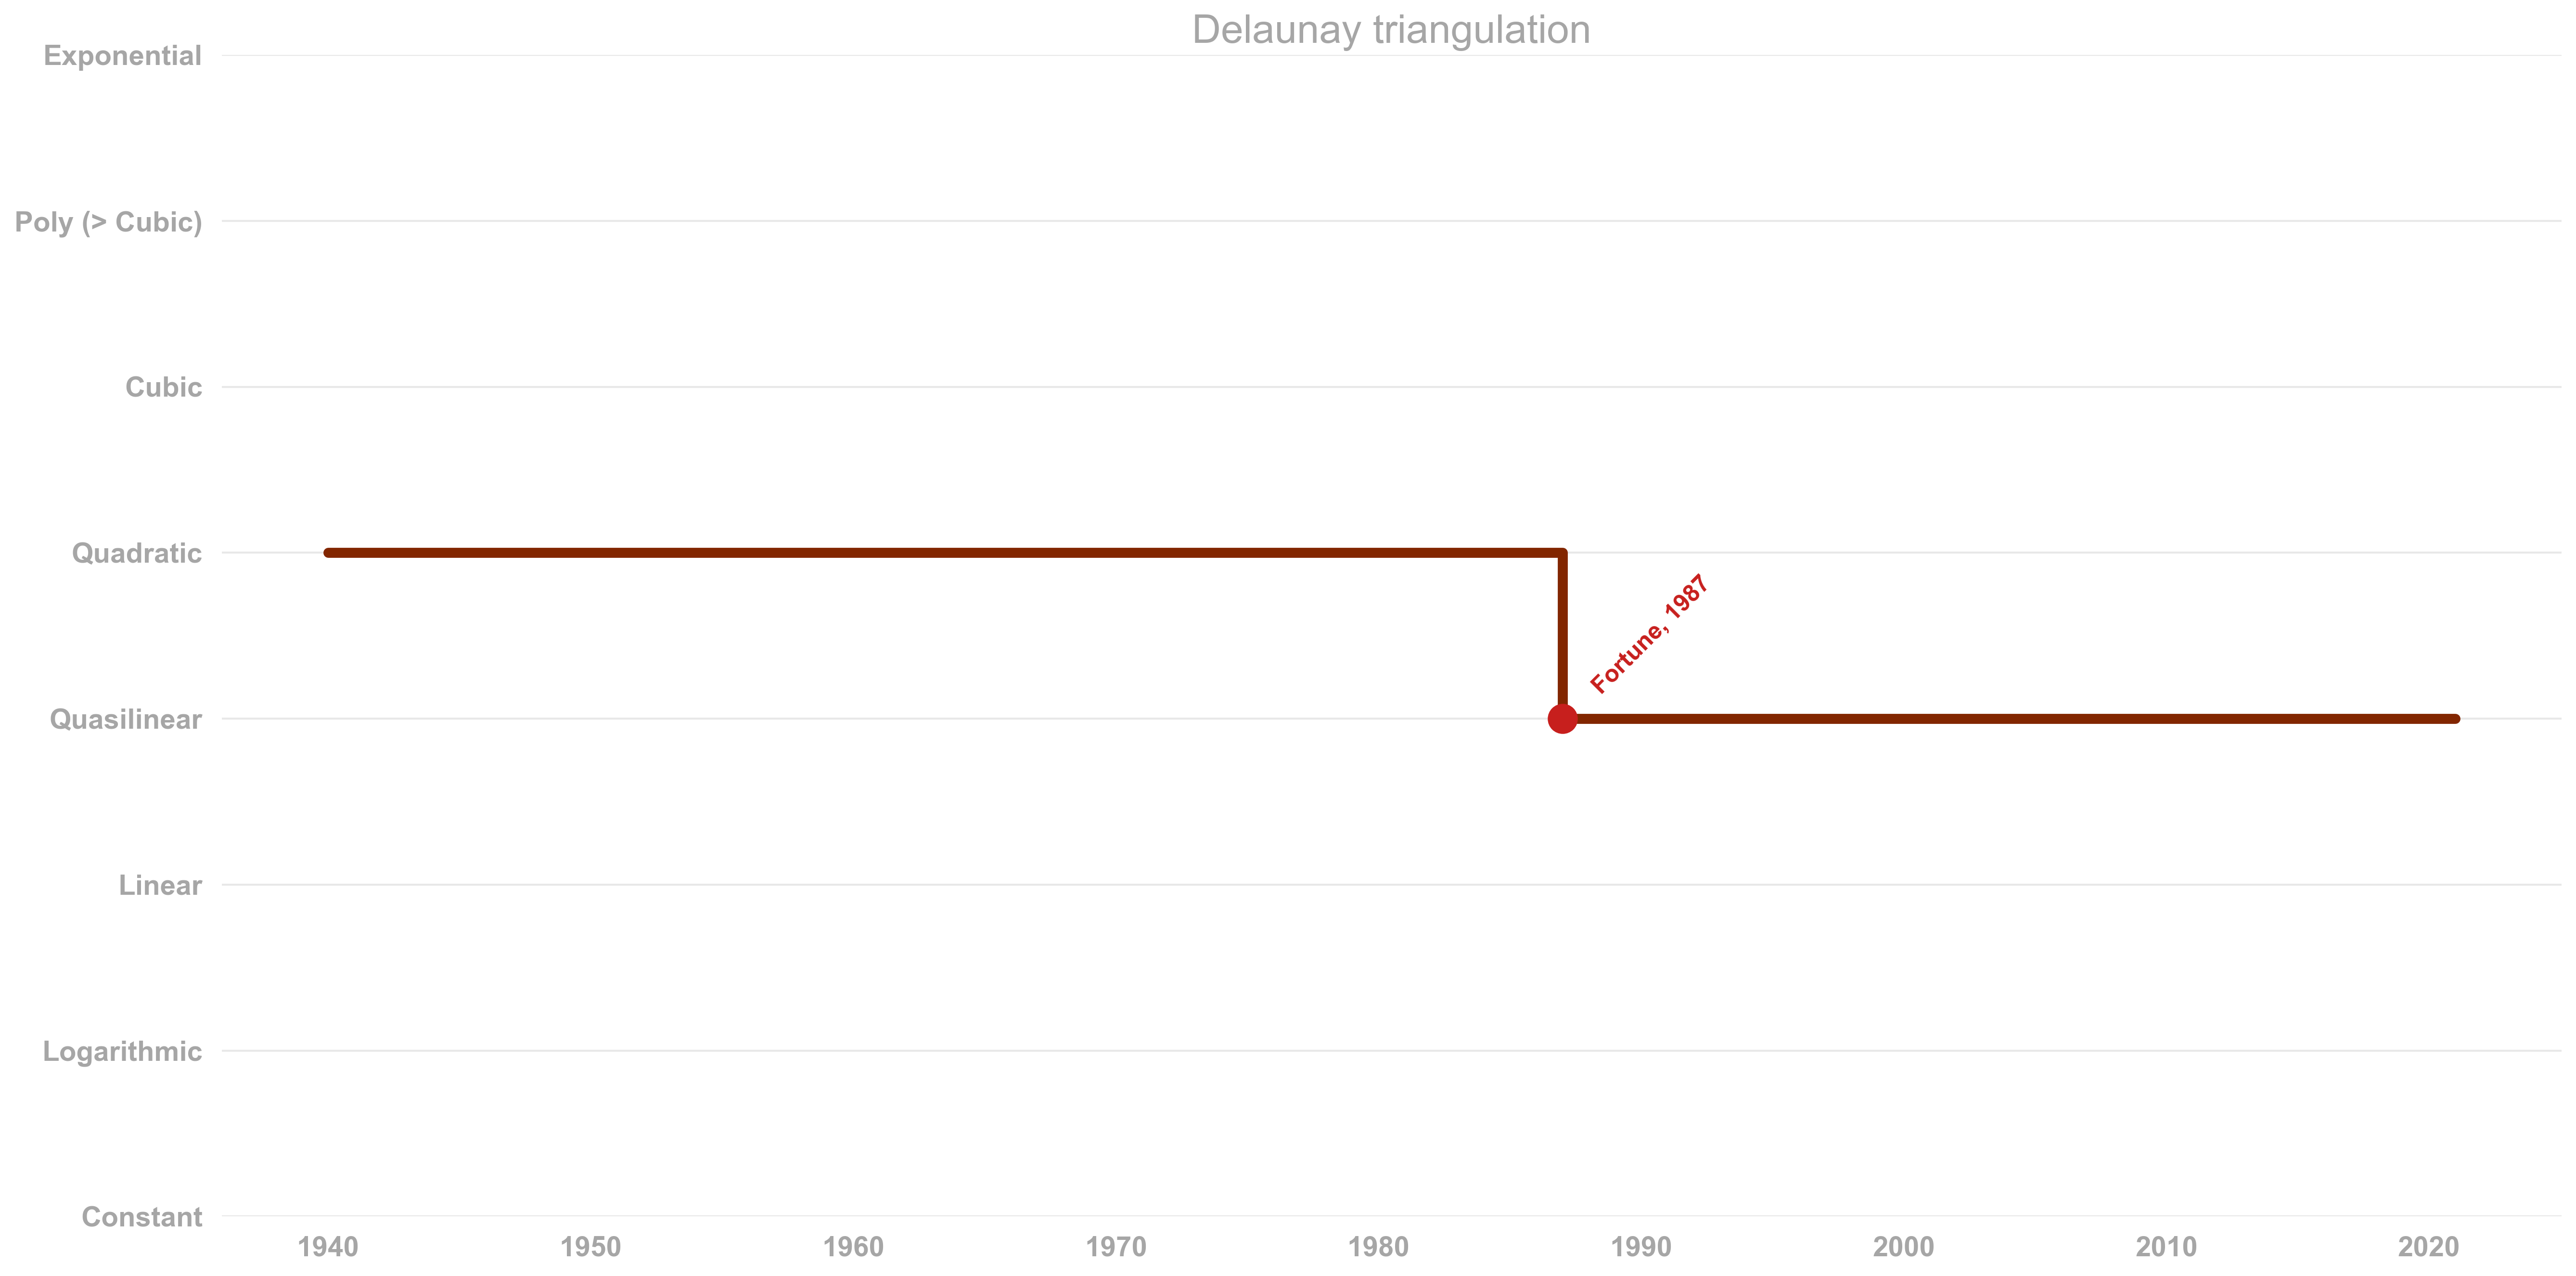 Delaunay triangulation
Exponential
Poly (> Cubic)
Cubic
Quadratic
Fortune, 1987
Quasilinear
Linear
Logarithmic
Constant
1940 1950 1960 1970 1980 1990 2000 2010 2020